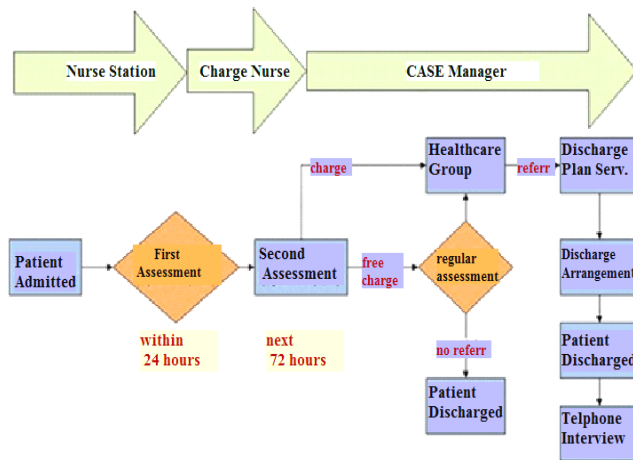 Nurse Station
Charge Nurse
CASE Manager
charge
Healthcare
Group
referr
Discharge
Plan Serv.
Patient
Admitted
First
Assessment
Second
Assessment
free
charge
regular
assessment
Discharge
Arrangement
within
24 hours
next
72 hours
no referr
Patient
Discharged
Patient
Discharged
Telphone
Interview